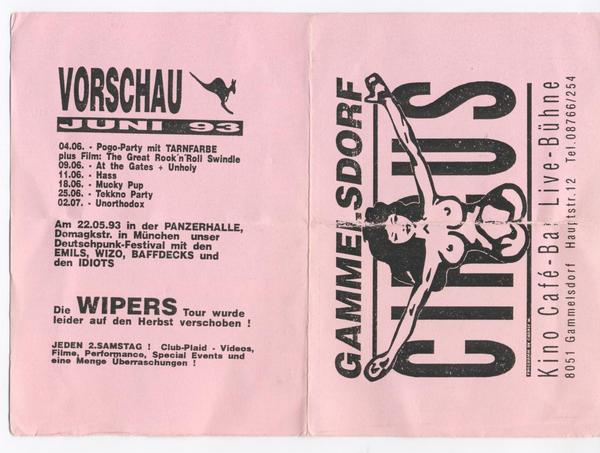 VORSCHAU
JUNI 93
04.06. - Pogo-Party mit TARNFARBE
plus Film: The Great Rook'n'Roll Swindle
09.06. - At the Gates + Unholy
11.06. - Hass
18.06. - Mucky Pup
25.06. - Tekkno Party
02.07. - Unorthodox
Am 22.05.93 in der PANZERHALLE,
Domagkstr. in München unser
Deutschpunk-Festival mit den
EMILS, WIZO, BAFFDECKS und
den IDIOTS
Die WIPERS Tour wurde
leider auf den Herbst verschoben !
JEDEN 2.SAMSTAG ! Club-Plaid - Videos,
Filme, Performance, Special Events und
eine Menge Überraschungen !
GAMMELSDORF
CIRCUS
Kino Café-Bar Live-Bühne
8051 Gammelsdorf Hauptstr.12 Tel.08766/254